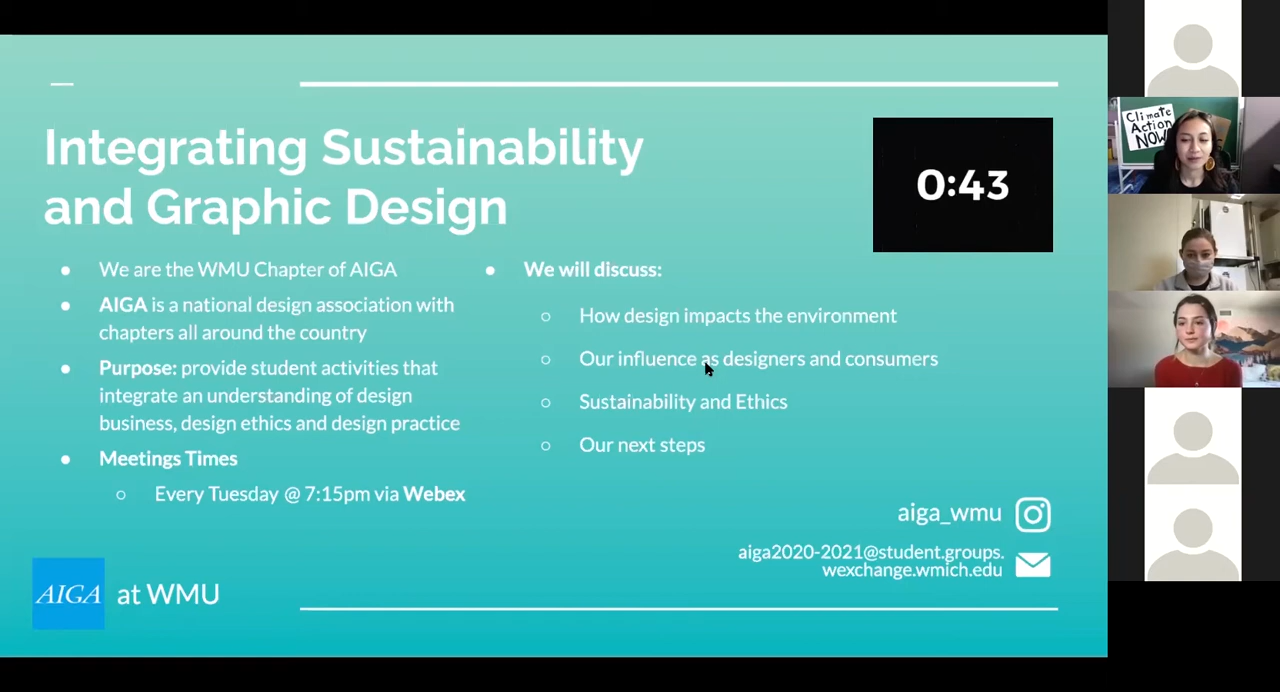 Integrating Sustainability
and Graphic Design
0:43
We are the WMU Chapter of AIGA
AIGA is a national design association with
chapters all around the country
Purpose: provide student activities that
integrate an understanding of design
business, design ethics and design practice
Meetings Times
Every Tuesday @ 7:15pm via Webex
We will discuss:
How design impacts the environment
Our influence as designers and consumers
Sustainability and Ethics
Our next steps
aiga_wmu
aiga2020-2021@student.groups.
wexchange.wmich.edu
AIGA at WMU
Climate
Action
NOW